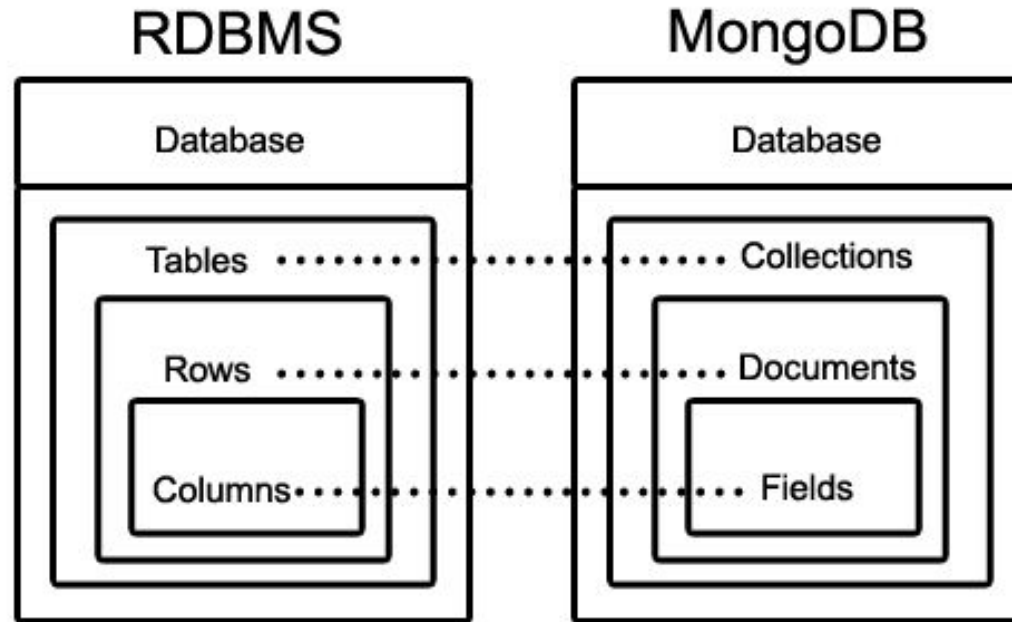 RDBMS MongoDB
Database Database
Tables Collections
Rows Documents
Columns Fields